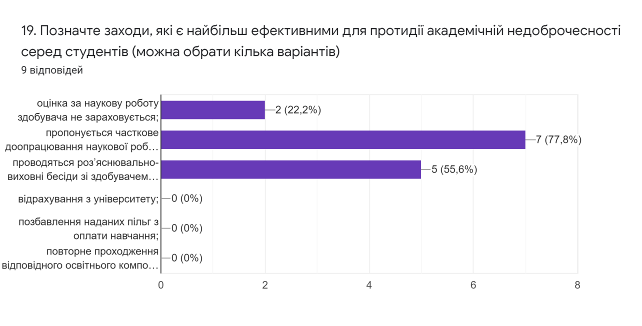 19. Позначте заходи, які є найбільш ефективними для протидії академічній недоброчесності
серед студентів (можна обрати кілька варіантів)
9 відповідей
оцінка за наукову роботу
здобувача не зараховується;
2 (22,2%)
пропонується часткове
доопрацювання наукової роб…
7 (77,8%)
проводяться роз'яснювально-
виховні бесіди зі здобувачем…
5 (55,6%)
відрахування з університету;
0 (0%)
позбавлення наданих пільг з
оплати навчання;
0 (0%)
повторне проходження
відповідного освітнього компо…
0 (0%)
0 2 4 6 8